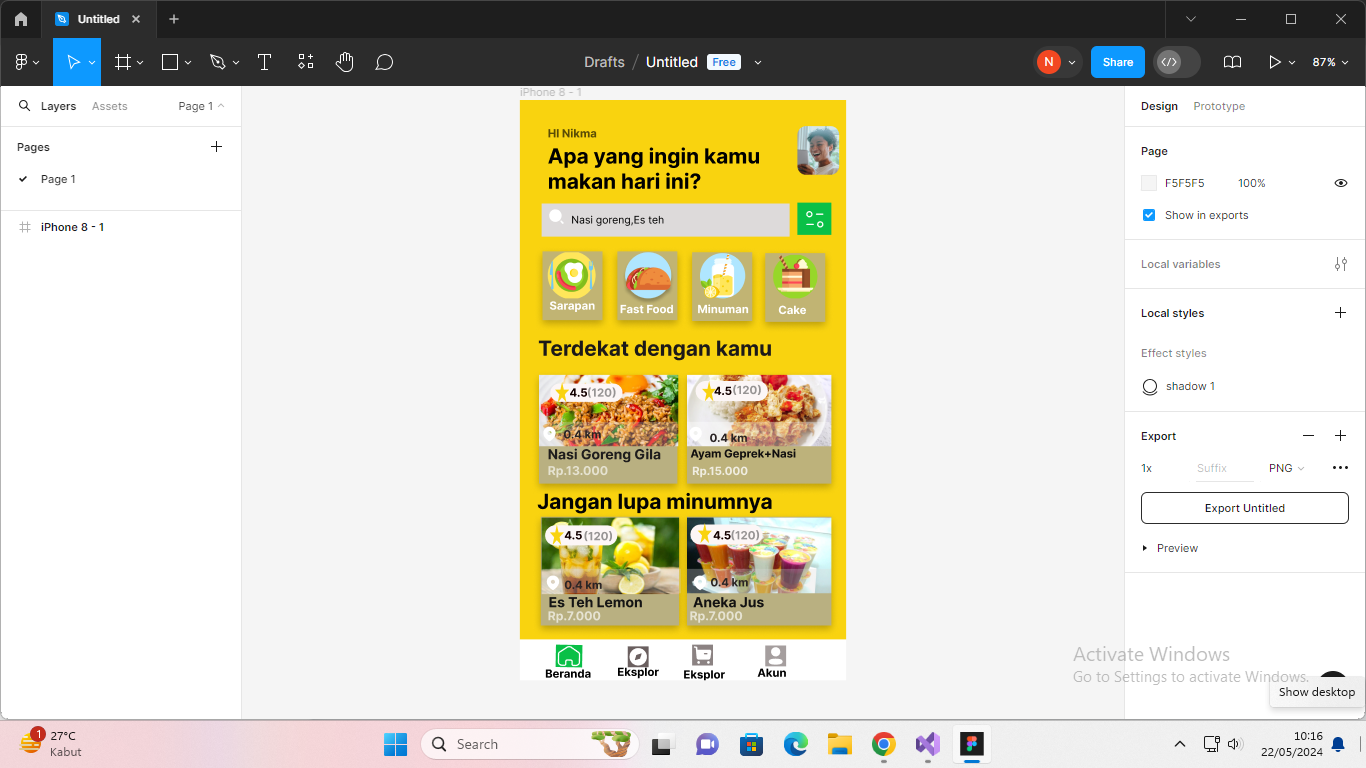 Untitled
Drafts / Untitled Free
N
Share
87%
Layers Assets Page 1
Pages
Page 1
iPhone 8 - 1
iPhone 8 - 1
HI Nikma
Apa yang ingin kamu
makan hari ini?
Nasi goreng,Es teh
Sarapan Fast Food Minuman Cake
Terdekat dengan kamu
4.5(120) 4.5(120)
0.4 km 0.4 km
Nasi Goreng Gila Ayam Geprek+Nasi
Rp.13.000 Rp.15.000
Jangan lupa minumnya
4.5(120) 4.5(120)
0.4 km 0.4 km
Es Teh Lemon Aneka Jus
Rp.7.000 Rp.7.000
Beranda Eksplor Eksplor Akun
Design Prototype
Page
F5F5F5 100%
Show in exports
Local variables
Local styles
Effect styles
shadow 1
Export
1x Suffix PNG
Export Untitled
Preview
Activate Windows
Go to Settings to activate Windows.
Show desktop
1
27°C
Kabut
Search
10:16
22/05/2024